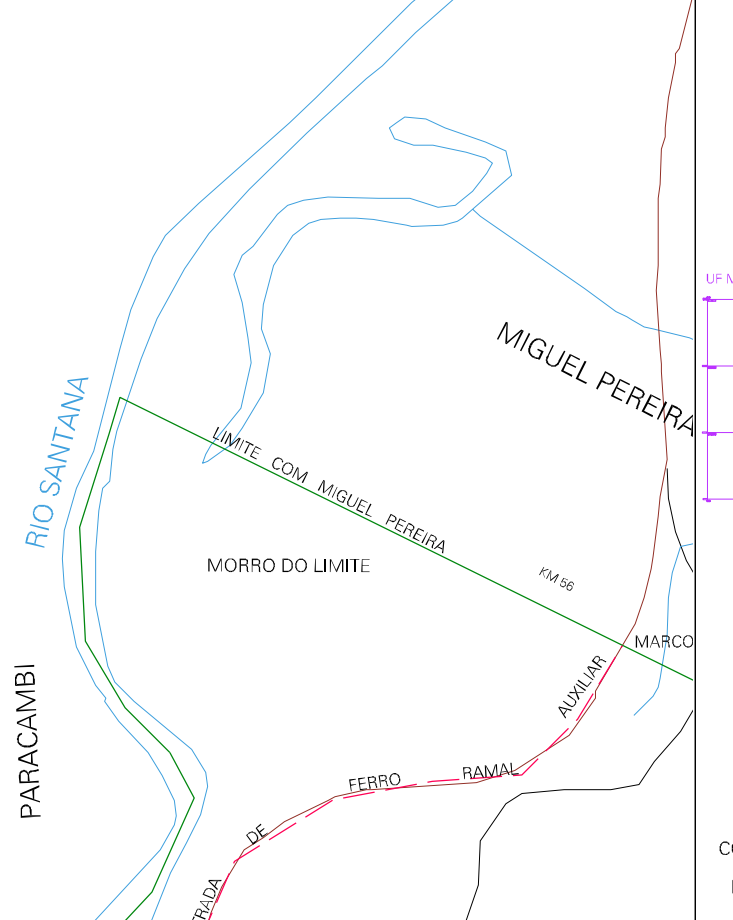 UF M
MIGUEL PEREIRA
RIO SANTANA
LIMITE COM MIGUEL PEREIRA
MORRO DO LIMITE
KM 56
MARCO
PARACAMBI
TRADA DE FERRO RAMAL AUXILIAR